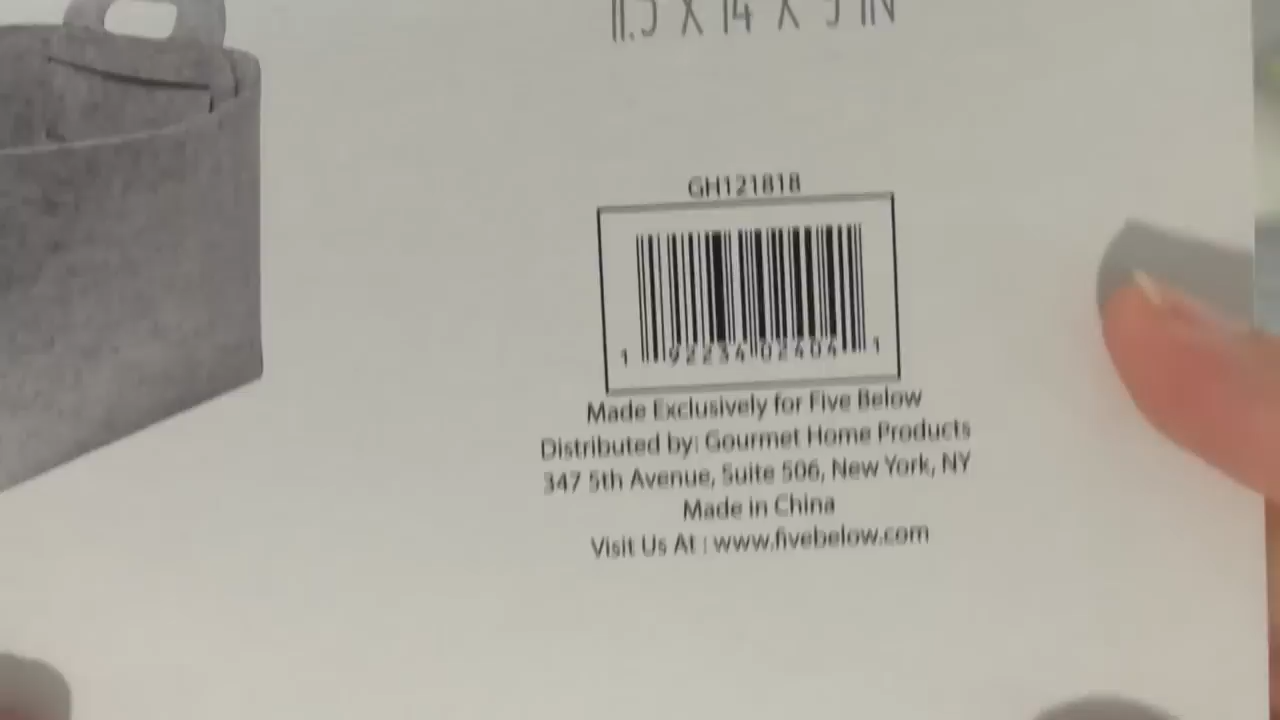 11.5 X 14 X 9 IN
GH121818
1 92234 02404 1
Made Exclusively for Five Below
Distributed by: Gourmet Home Products
347 5th Avenue, Suite 506, New York, NY
Made in China
Visit Us At : www.fivebelow.com